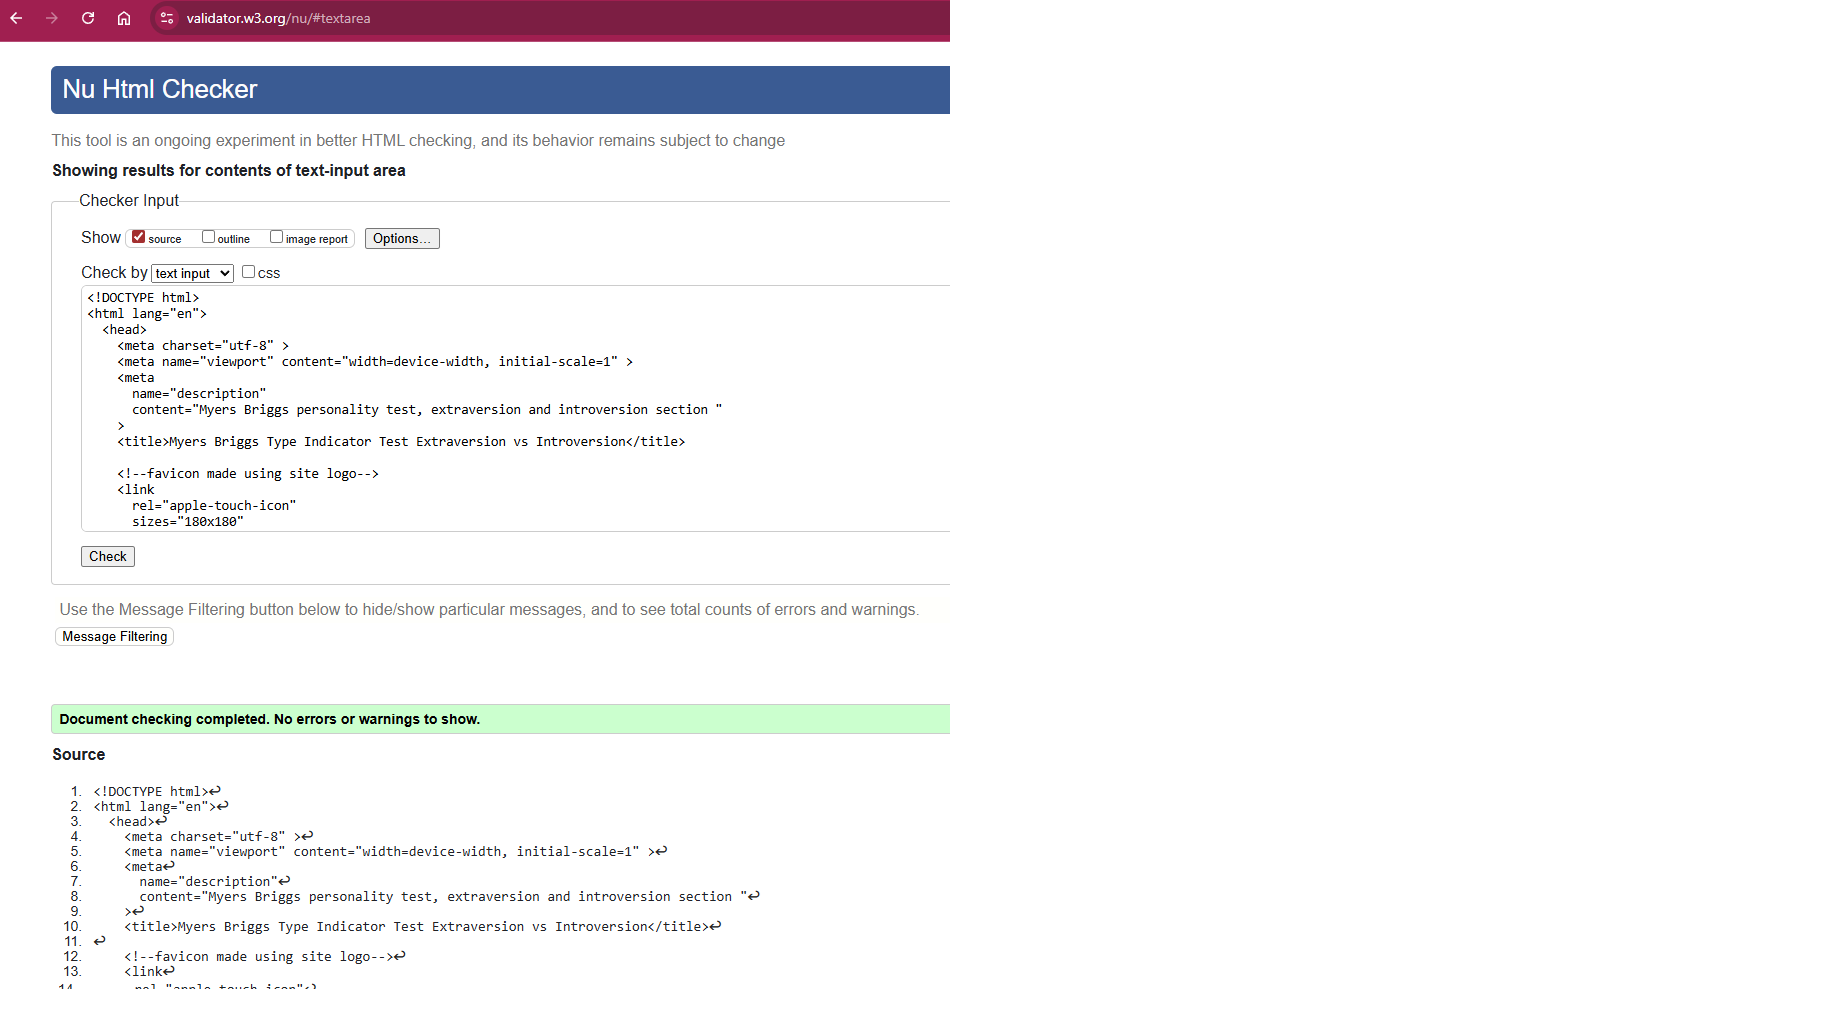 validator.w3.org/nu/#textarea
Nu Html Checker
This tool is an ongoing experiment in better HTML checking, and its behavior remains subject to change
Showing results for contents of text-input area
Checker Input
Show source outline image report Options...
Check by text input css
<!DOCTYPE html>
<html lang="en">
  <head>
    <meta charset="utf-8" >
    <meta name="viewport" content="width=device-width, initial-scale=1" >
    <meta
      name="description"
      content="Myers Briggs personality test, extraversion and introversion section "
    >
    <title>Myers Briggs Type Indicator Test Extraversion vs Introversion</title>
    <!--favicon made using site logo-->
    <link
      rel="apple-touch-icon"
      sizes="180x180"
Check
Use the Message Filtering button below to hide/show particular messages, and to see total counts of errors and warnings.
Message Filtering
Document checking completed. No errors or warnings to show.
Source
1. <!DOCTYPE html>↩
2. <html lang="en">↩
3.   <head>↩
4.     <meta charset="utf-8" >↩
5.     <meta name="viewport" content="width=device-width, initial-scale=1" >↩
6.     <meta↩
7.       name="description"↩
8.       content="Myers Briggs personality test, extraversion and introversion section "↩
9.     >↩
10.     <title>Myers Briggs Type Indicator Test Extraversion vs Introversion</title>↩
11. ↩
12.     <!--favicon made using site logo-->↩
13.     <link↩
14.       rel="apple-touch-icon"↩